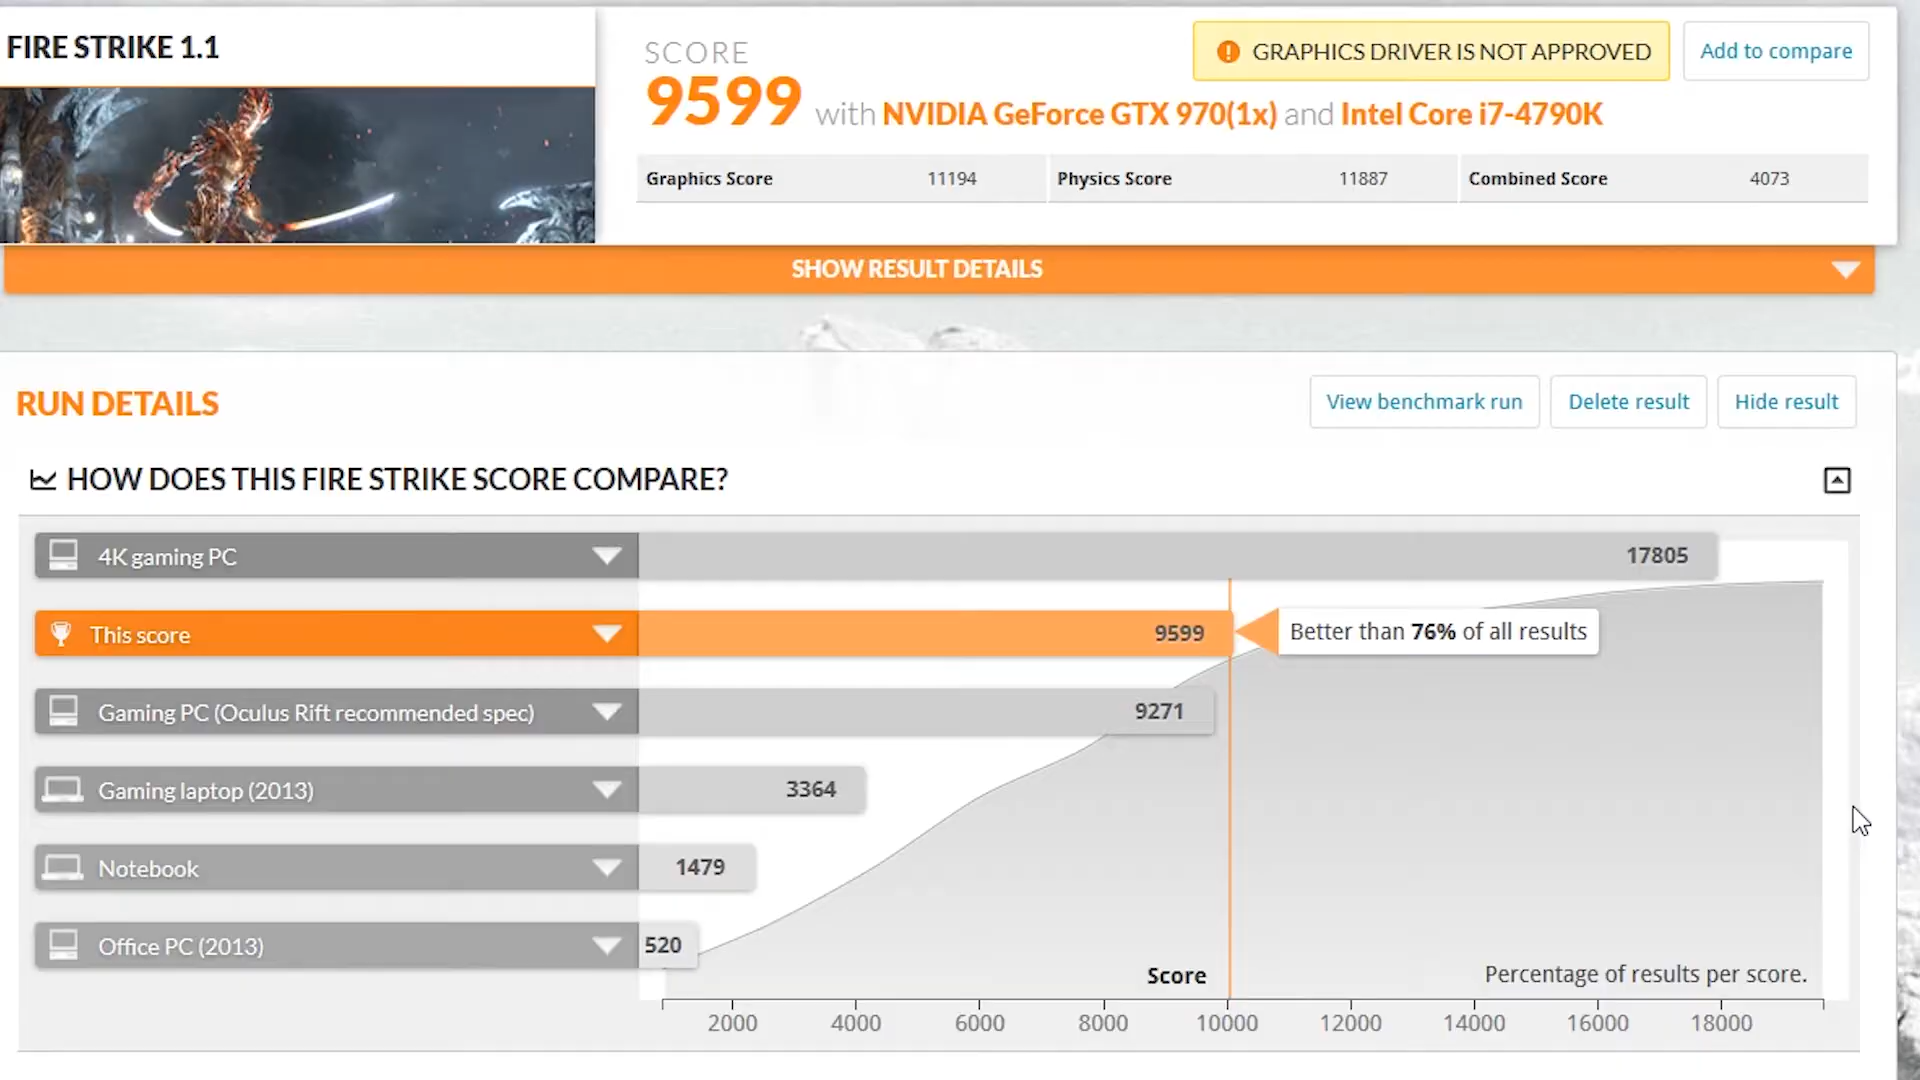 FIRE STRIKE 1.1
SCORE
GRAPHICS DRIVER IS NOT APPROVED
Add to compare
9599 with NVIDIA GeForce GTX 970(1x) and Intel Core i7-4790K
Graphics Score 11194 Physics Score 11887 Combined Score 4073
SHOW RESULT DETAILS
RUN DETAILS
View benchmark run
Delete result
Hide result
HOW DOES THIS FIRE STRIKE SCORE COMPARE?
4K gaming PC 17805
This score 9599 Better than 76% of all results
Gaming PC (Oculus Rift recommended spec) 9271
Gaming laptop (2013) 3364
Notebook 1479
Office PC (2013) 520
Score Percentage of results per score.
2000 4000 6000 8000 10000 12000 14000 16000 18000